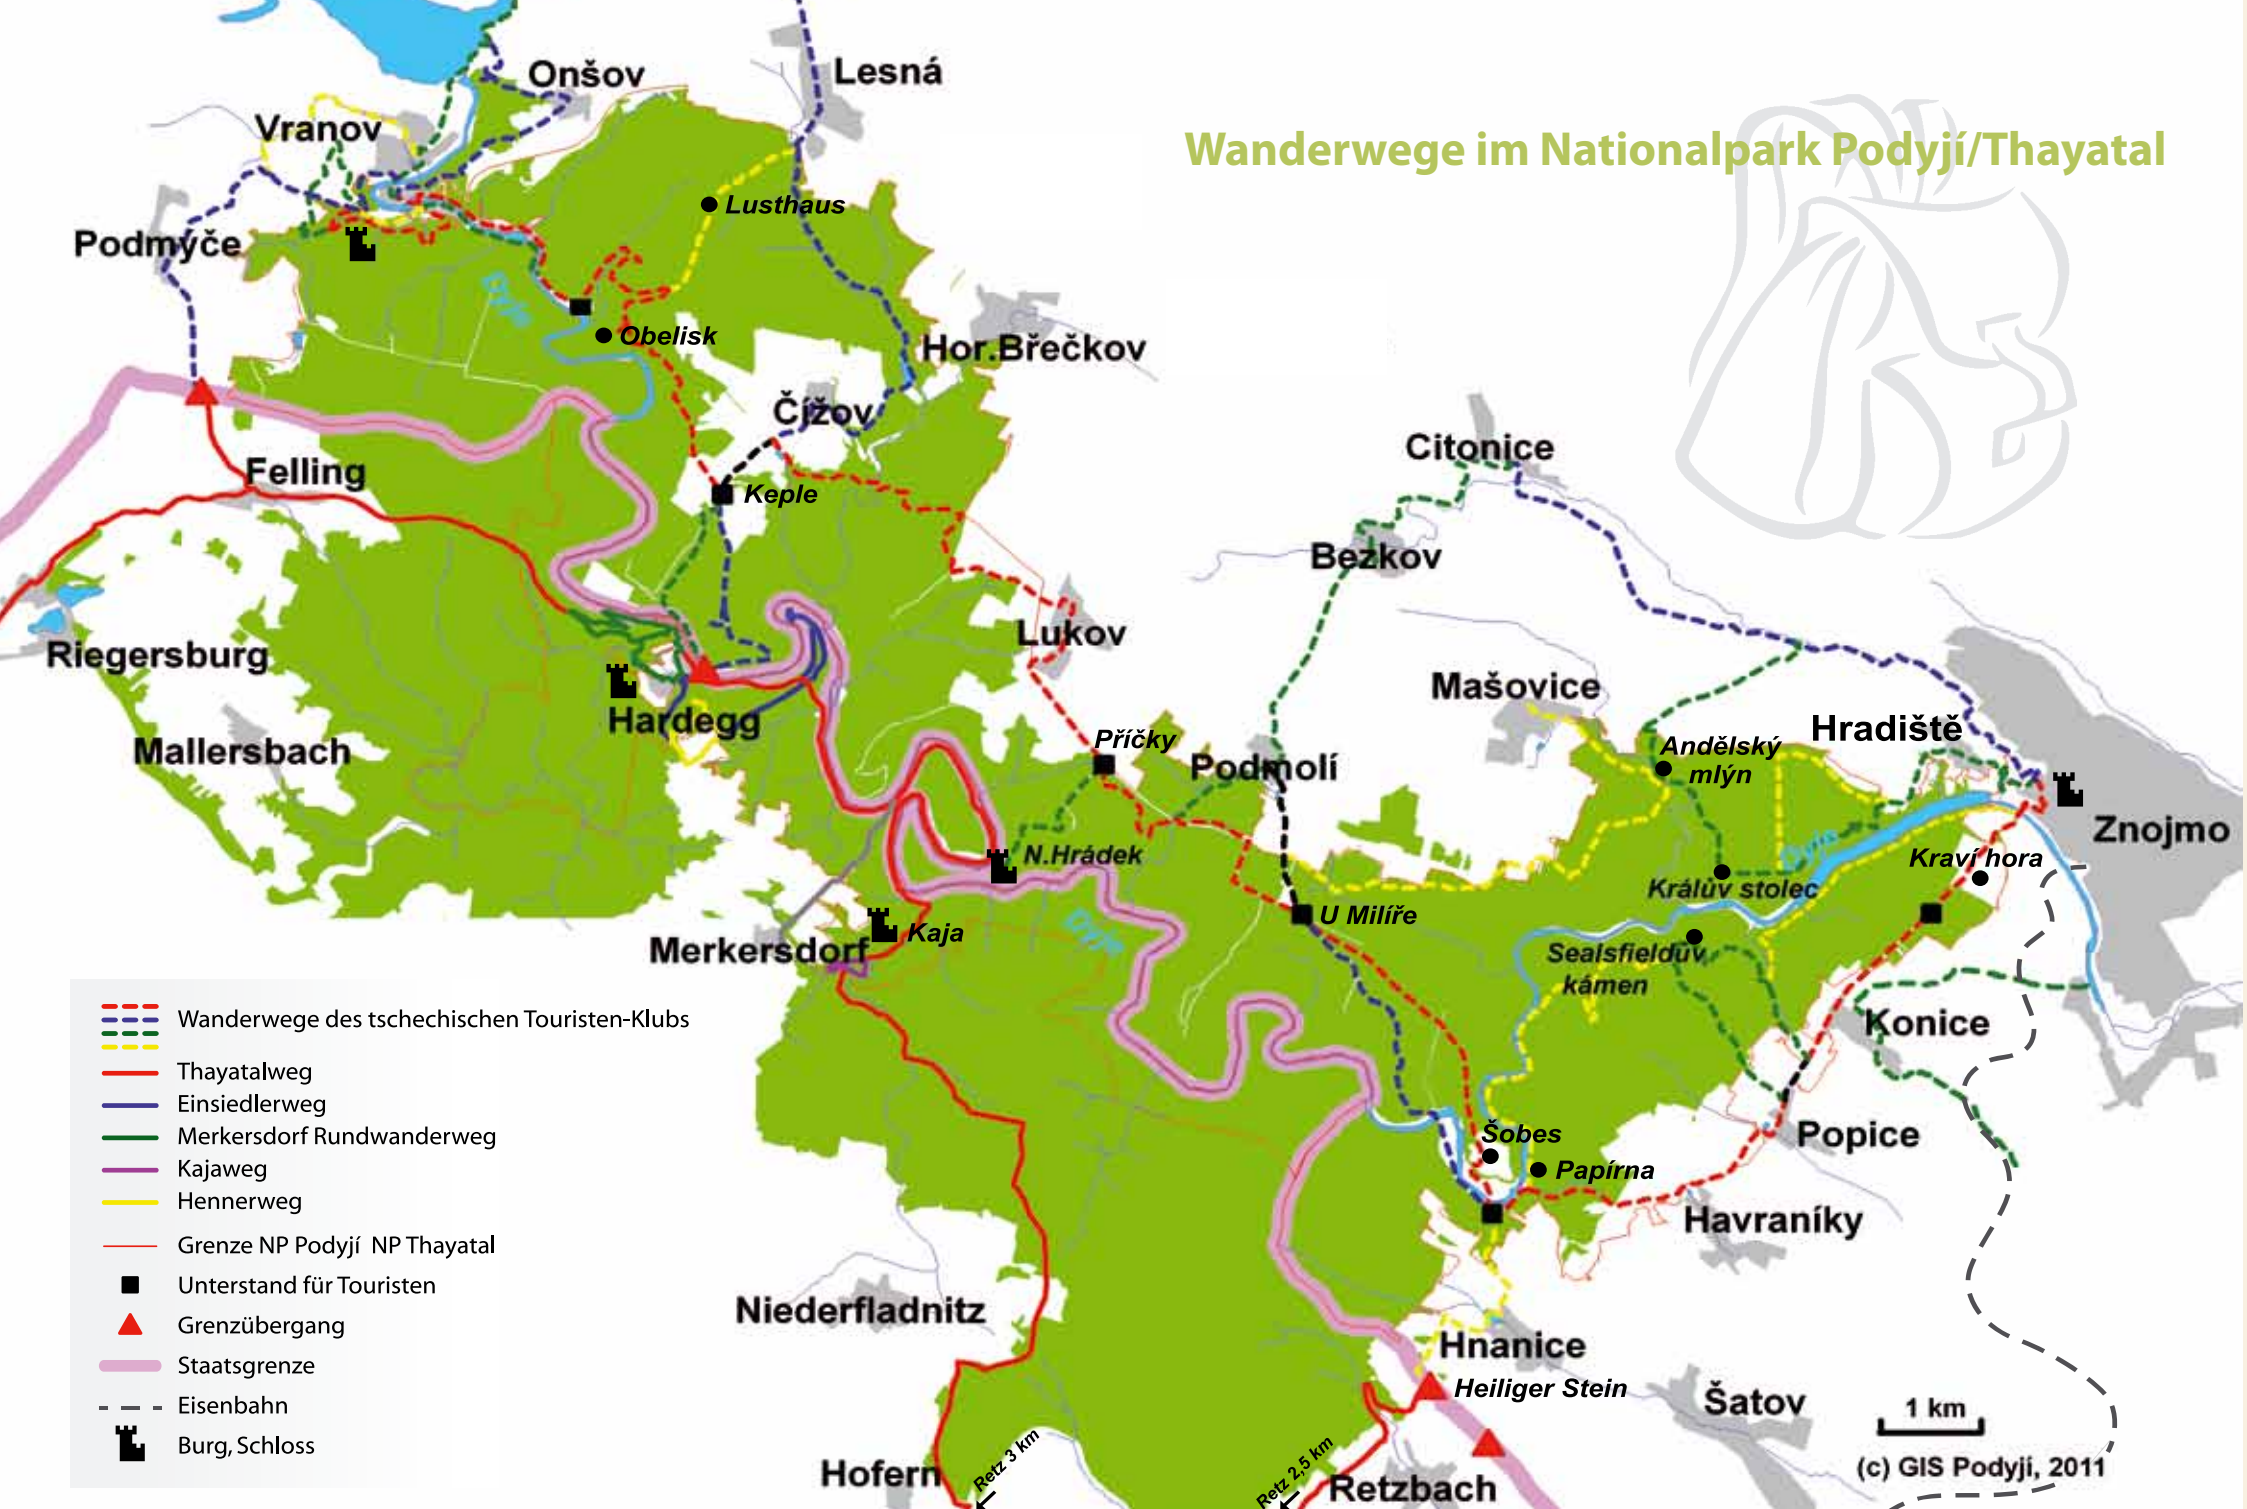 Onšov
Lesná
Vranov
Wanderwege im Nationalpark Podyjí/Thayatal
Lusthaus
Podmyče
Dyje
Obelisk
Hor.Břečkov
Čížov
Citonice
Felling
Keple
Bezkov
Lukov
Riegersburg
Mašovice
Hardegg
Hradiště
Mallersbach
Příčky
Podmolí
Andělský
mlýn
Znojmo
Dyje
N.Hrádek
Kraví hora
Králův stolec
U Milíře
Kaja
Dyje
Merkersdorf
Sealsfieldův
kámen
Konice
Wanderwege des tschechischen Touristen-Klubs
Thayatalweg
Einsiedlerweg
Merkersdorf Rundwanderweg
Kajaweg
Hennerweg
Grenze NP Podyjí NP Thayatal
Unterstand für Touristen
Grenzübergang
Staatsgrenze
Eisenbahn
Burg, Schloss
Šobes
Popice
Papírna
Havraníky
Niederfladnitz
Hnanice
Heiliger Stein
Šatov
1 km
(c) GIS Podyjí, 2011
Hofern
Retz 3 km
Retz 2,5 km
Retzbach